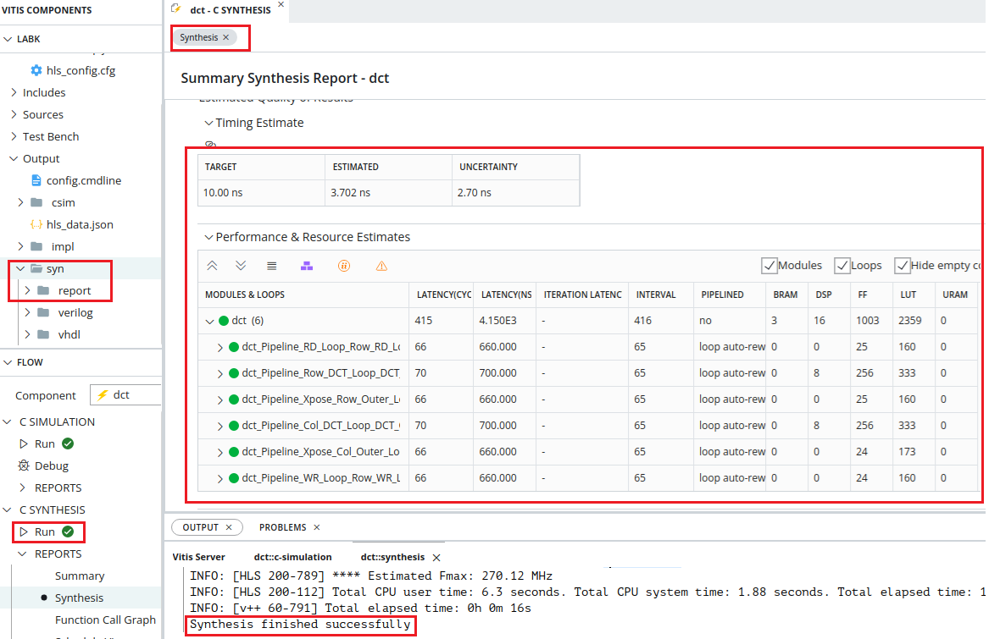 VITIS COMPONENTS
LABK
hls_config.cfg
Includes
Sources
Test Bench
Output
config.cmdline
csim
hls_data.json
impl
syn
report
verilog
vhdl
FLOW
Component dct
C SIMULATION
Run
Debug
REPORTS
C SYNTHESIS
Run
REPORTS
Summary
Synthesis
Function Call Graph
dct - C SYNTHESIS
Synthesis
Summary Synthesis Report - dct
Estimated Quality of Results
Timing Estimate
TARGET ESTIMATED UNCERTAINTY
10.00 ns 3.702 ns 2.70 ns
Performance & Resource Estimates
Modules Loops Hide empty co
MODULES & LOOPS LATENCY(CYC LATENCY(NS ITERATION LATENC INTERVAL PIPELINED BRAM DSP FF LUT URAM
dct (6) 415 4.150E3 - 416 no 3 16 1003 2359 0
dct_Pipeline_RD_Loop_Row_RD_Lo 66 660.000 - 65 loop auto-rew 0 0 25 160 0
dct_Pipeline_Row_DCT_Loop_DCT_ 70 700.000 - 65 loop auto-rew 0 8 256 333 0
dct_Pipeline_Xpose_Row_Outer_Lo 66 660.000 - 65 loop auto-rew 0 0 25 160 0
dct_Pipeline_Col_DCT_Loop_DCT_ 70 700.000 - 65 loop auto-rew 0 8 256 333 0
dct_Pipeline_Xpose_Col_Outer_Lo 66 660.000 - 65 loop auto-rew 0 0 24 173 0
dct_Pipeline_WR_Loop_Row_WR_L 66 660.000 - 65 loop auto-rew 0 0 24 160 0
OUTPUT PROBLEMS
Vitis Server dct::c-simulation dct::synthesis
INFO: [HLS 200-789] **** Estimated Fmax: 270.12 MHz
INFO: [HLS 200-112] Total CPU user time: 6.3 seconds. Total CPU system time: 1.88 seconds. Total elapsed time: 1
INFO: [v++ 60-791] Total elapsed time: 0h 0m 16s
Synthesis finished successfully